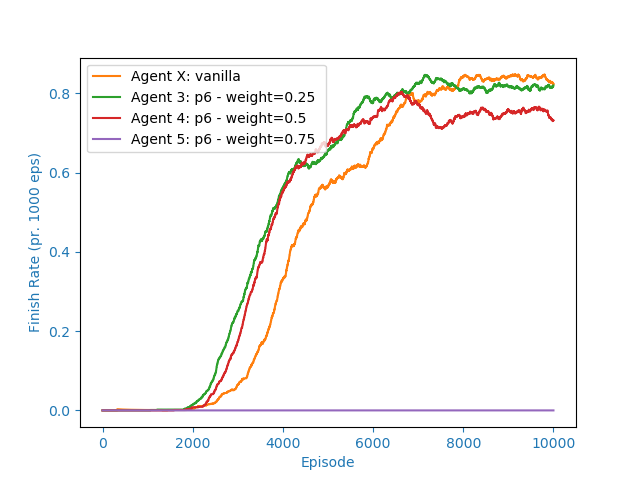 Agent X: vanilla
Agent 3: p6 - weight=0.25
Agent 4: p6 - weight=0.5
Agent 5: p6 - weight=0.75
Finish Rate (pr. 1000 eps)
0.8
0.6
0.4
0.2
0.0
0 2000 4000 6000 8000 10000
Episode